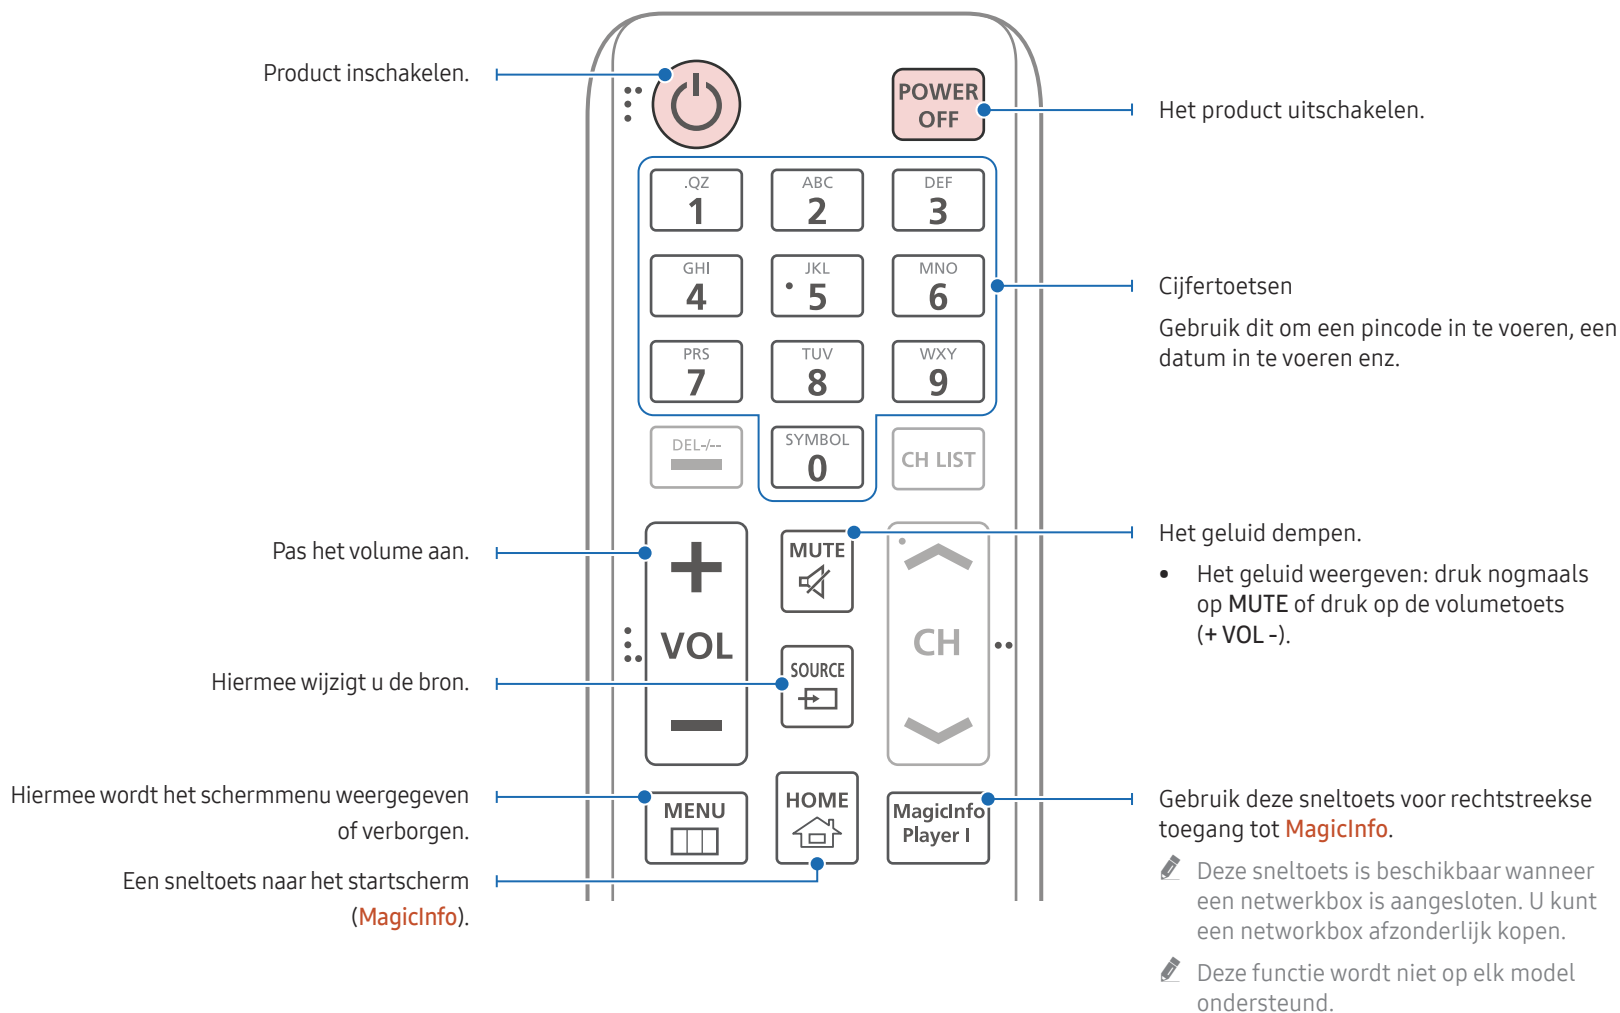 Product inschakelen.
POWER
OFF
Het product uitschakelen.
.QZ
1
ABC
2
DEF
3
GHI
4
JKL
5
MNO
6
Cijfertoetsen
Gebruik dit om een pincode in te voeren, een
datum in te voeren enz.
PRS
7
TUV
8
WXY
9
DEL-/--
SYMBOL
0
CH LIST
Pas het volume aan.
VOL
MUTE
Het geluid dempen.
• Het geluid weergeven: druk nogmaals
op MUTE of druk op de volumetoets
(+ VOL -).
CH
Hiermee wijzigt u de bron.
SOURCE
Hiermee wordt het schermmenu weergegeven
of verborgen.
MENU
HOME
MagicInfo
Player I
Gebruik deze sneltoets voor rechtstreekse
toegang tot MagicInfo.
Een sneltoets naar het startscherm
(MagicInfo).
Deze sneltoets is beschikbaar wanneer
een netwerkbox is aangesloten. U kunt
een networkbox afzonderlijk kopen.
Deze functie wordt niet op elk model
ondersteund.